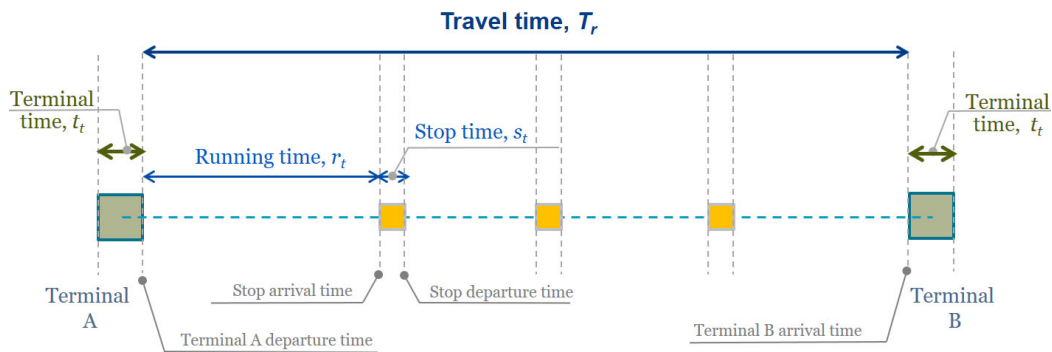 Travel time, Tr
Terminal
time, tt
Terminal
time, tt
Stop time, st
Running time, rt
Terminal
A
Stop arrival time
Stop departure time
Terminal
B
Terminal A departure time
Terminal B arrival time